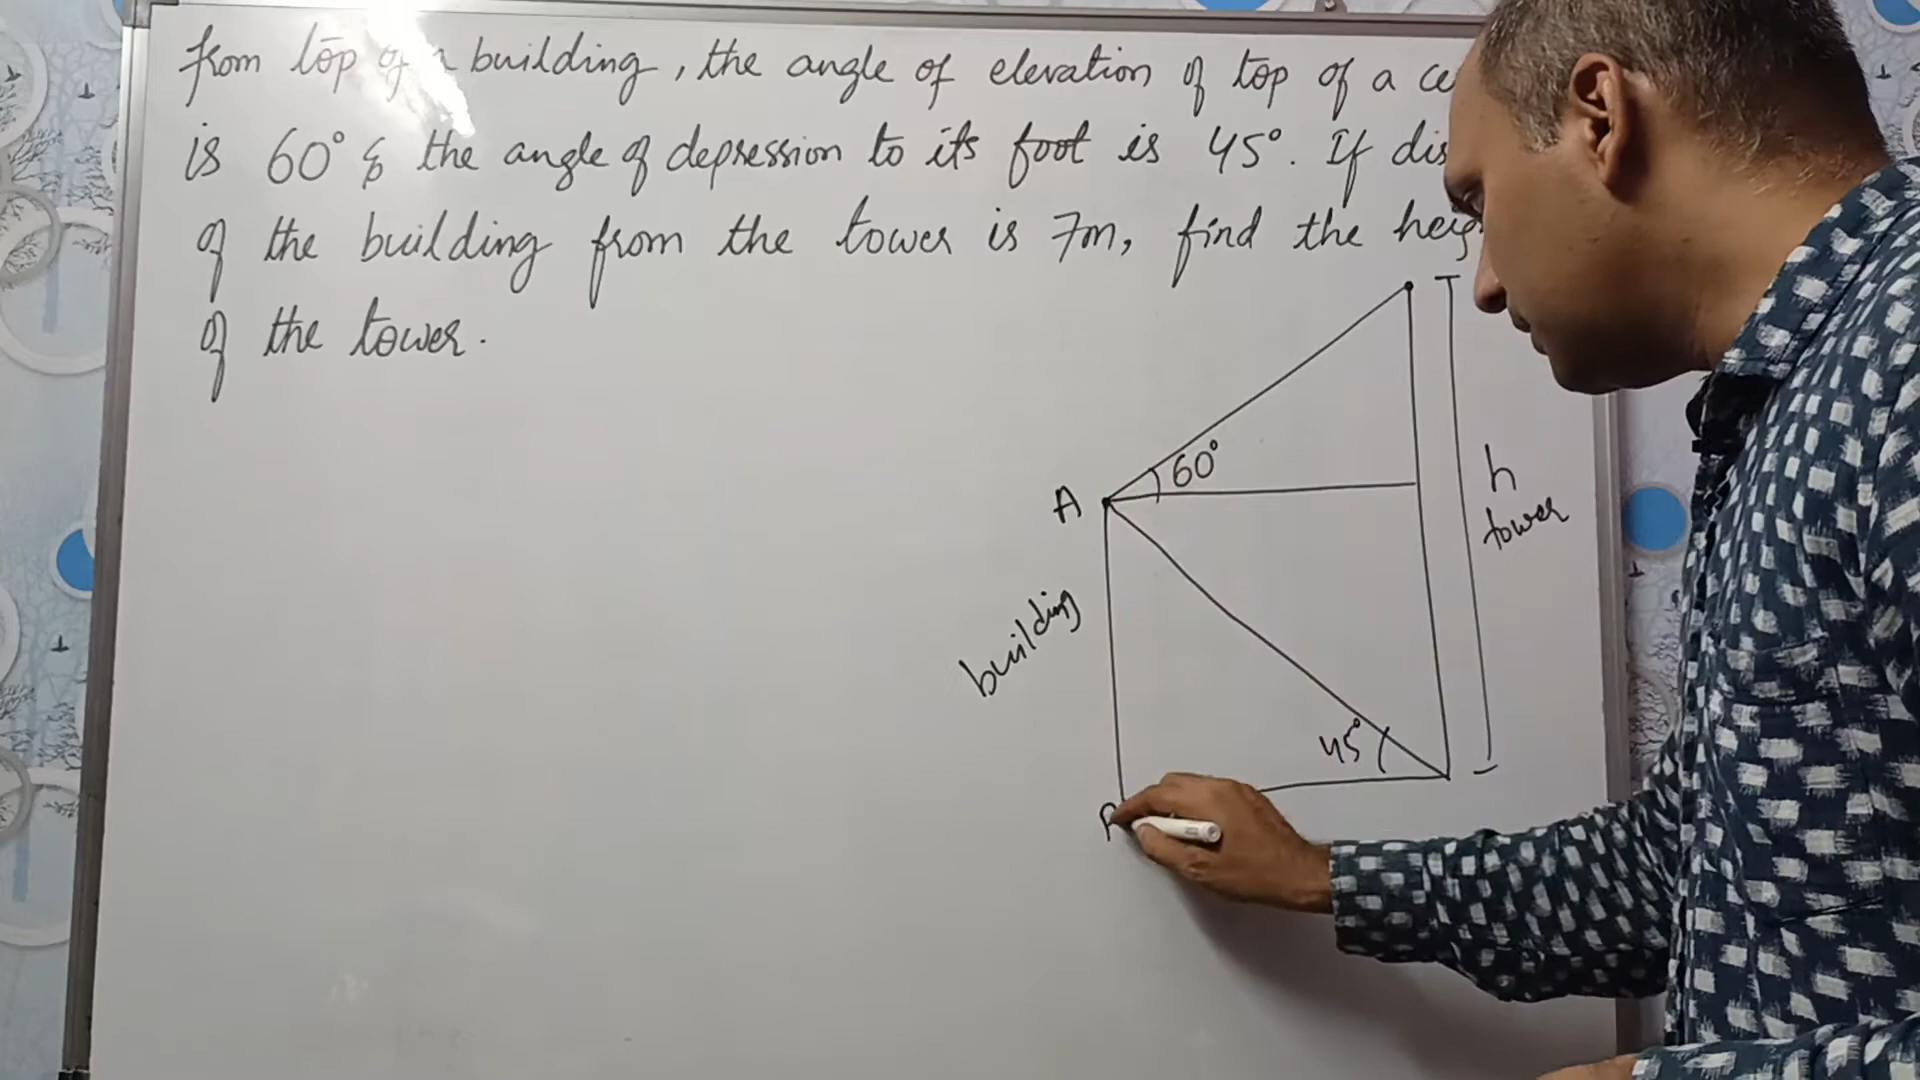 from top of a building, the angle of elevation of top of a
is 60° & the angle of depression to its foot is 45°. If
of the building from the tower is 7m, find the
of the tower.
60°
A
h
tower
building
45°